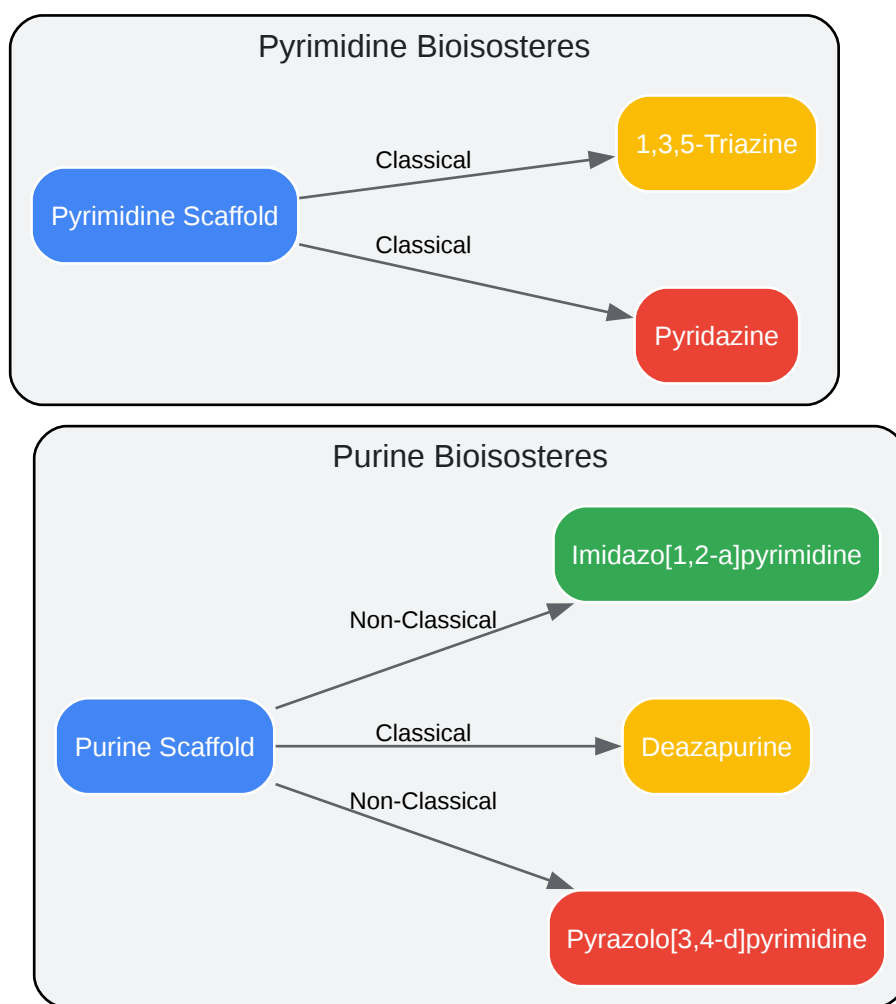 Pyrimidine Bioisosteres
Classical
1,3,5-Triazine
Pyrimidine Scaffold
Classical
Pyridazine
Purine Bioisosteres
Imidazo[1,2-a]pyrimidine
Non-Classical
Purine Scaffold
Classical
Deazapurine
Non-Classical
Pyrazolo[3,4-d]pyrimidine